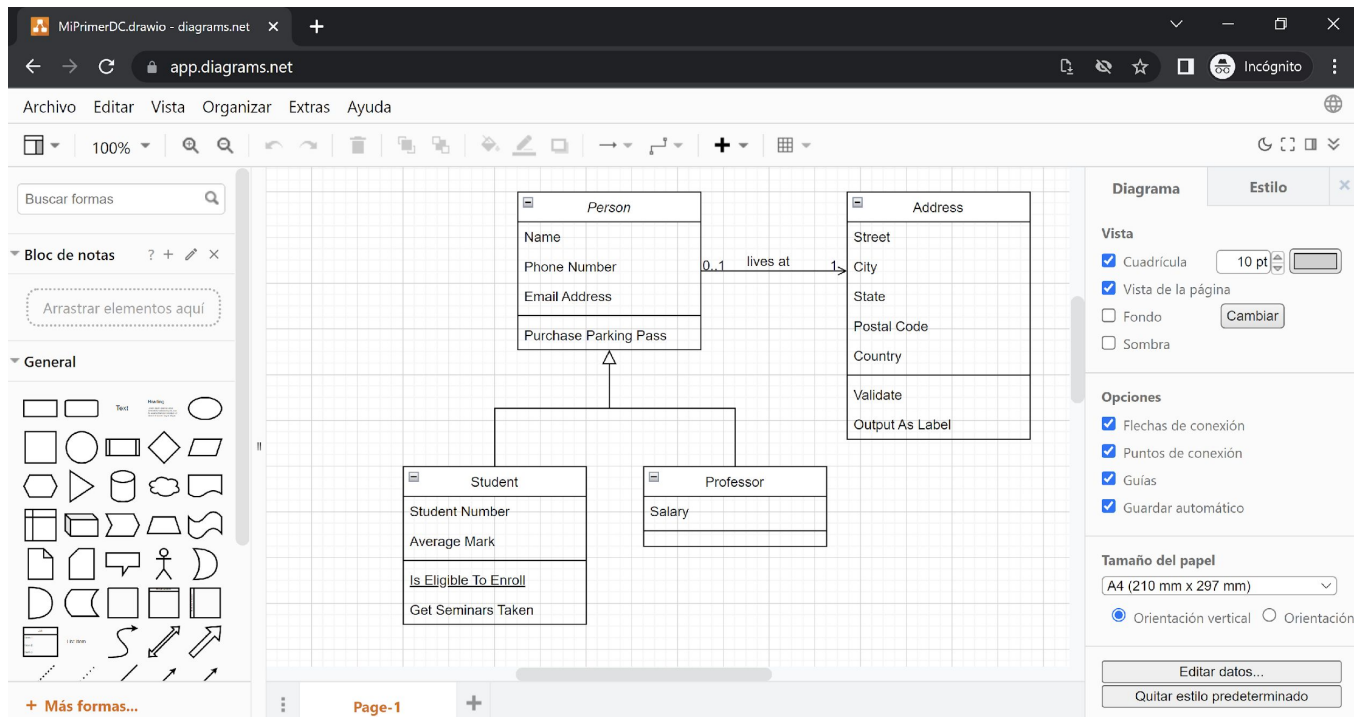 MiPrimerDC.drawio - diagrams.net
app.diagrams.net
Incógnito
Archivo Editar Vista Organizar Extras Ayuda
100%
Buscar formas
Bloc de notas
Arrastrar elementos aquí
General
Text
Heading
+ Más formas...
Person
Name
Phone Number
Email Address
Purchase Parking Pass
0..1 lives at 1
Address
Street
City
State
Postal Code
Country
Validate
Output As Label
Student
Student Number
Average Mark
Is Eligible To Enroll
Get Seminars Taken
Professor
Salary
Page-1
Diagrama Estilo
Vista
Cuadrícula 10 pt
Vista de la página
Fondo Cambiar
Sombra
Opciones
Flechas de conexión
Puntos de conexión
Guías
Guardar automático
Tamaño del papel
A4 (210 mm x 297 mm)
Orientación vertical Orientación
Editar datos...
Quitar estilo predeterminado